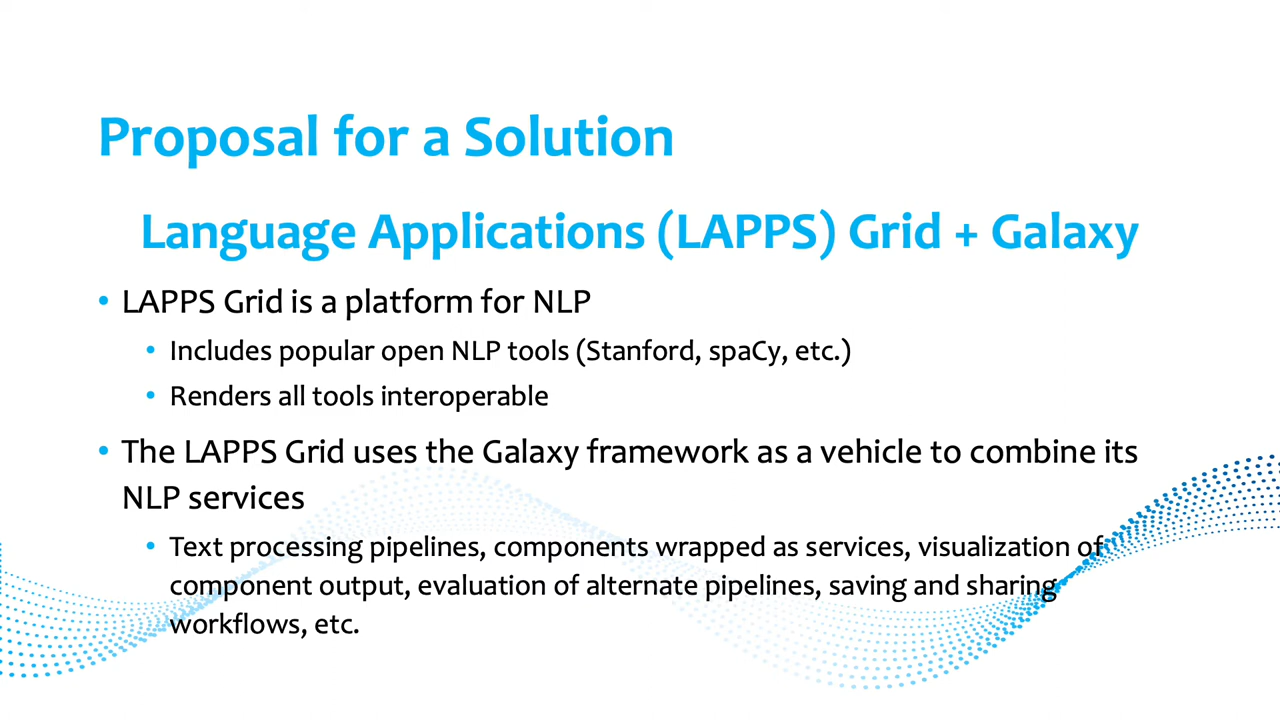 Proposal for a Solution
Language Applications (LAPPS) Grid + Galaxy
• LAPPS Grid is a platform for NLP
• Includes popular open NLP tools (Stanford, spaCy, etc.)
• Renders all tools interoperable
• The LAPPS Grid uses the Galaxy framework as a vehicle to combine its
NLP services
• Text processing pipelines, components wrapped as services, visualization of
component output, evaluation of alternate pipelines, saving and sharing
workflows, etc.